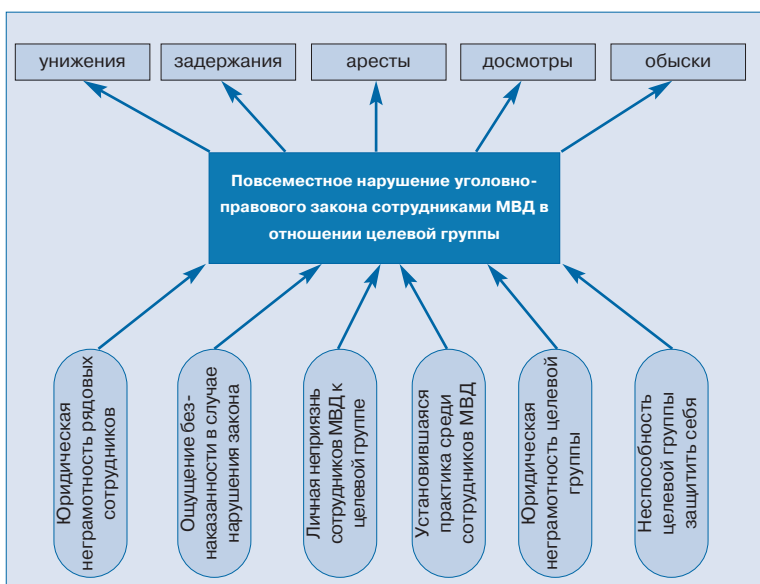 унижения
задержания
аресты
досмотры
обыски
Повсеместное нарушение уголовно-
правового закона сотрудниками МВД в
отношении целевой группы
Юридическая
неграмотность рядовых
сотрудников
Ощущение без-
наказанности в случае
нарушения закона
Личная неприязнь
сотрудников МВД к
целевой группе
Установившаяся
практика среди
сотрудников МВД
Юридическая
неграмотность целевой
группы
Неспособность
целевой группы
защитить себя